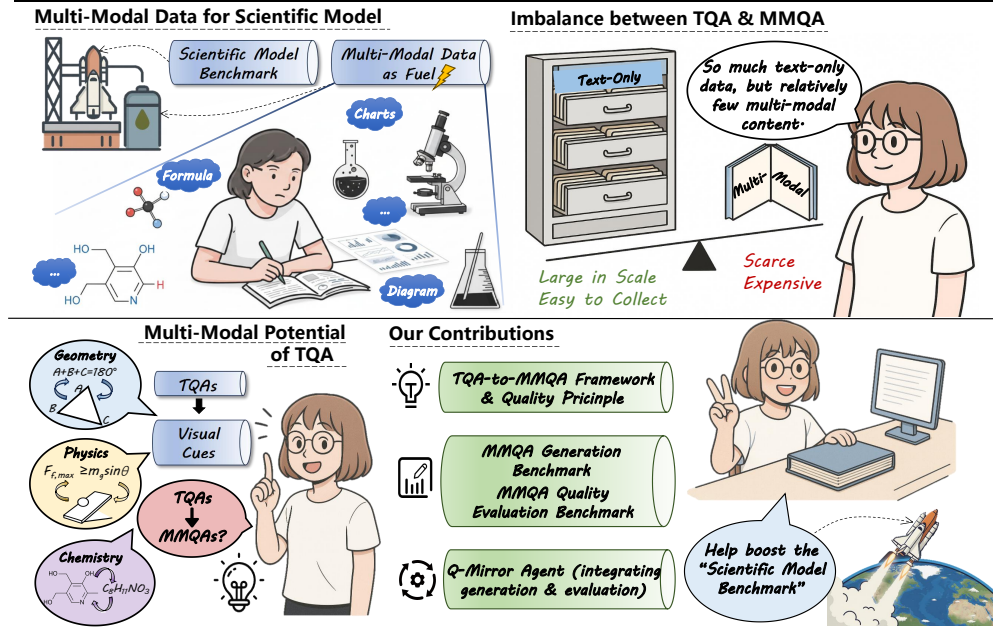 Multi-Modal Data for Scientific Model
Scientific Model
Benchmark
Multi-Modal Data
as Fuel
Charts
Formula
...
...
Diagram
HO
OH
HO
N
H
Imbalance between TQA & MMQA
Text-Only
So much text-only
data, but relatively
few multi-modal
content.
Multi-
Modal
Large in Scale
Easy to Collect
Scarce
Expensive
Multi-Modal Potential
of TQA
Geometry
A+B+C=180°
A
B
C
TQAs
Visual
Cues
Physics
F_f,max ≥m_g sinθ
TQAs
MMQAs?
Chemistry
HO
OH
HO
N
C₈H₁₁NO₃
Our Contributions
TQA-to-MMQA Framework
& Quality Pricinple
MMQA Generation
Benchmark
MMQA Quality
Evaluation Benchmark
Q-Mirror Agent (integrating
generation & evaluation)
Help boost the
“Scientific Model
Benchmark”